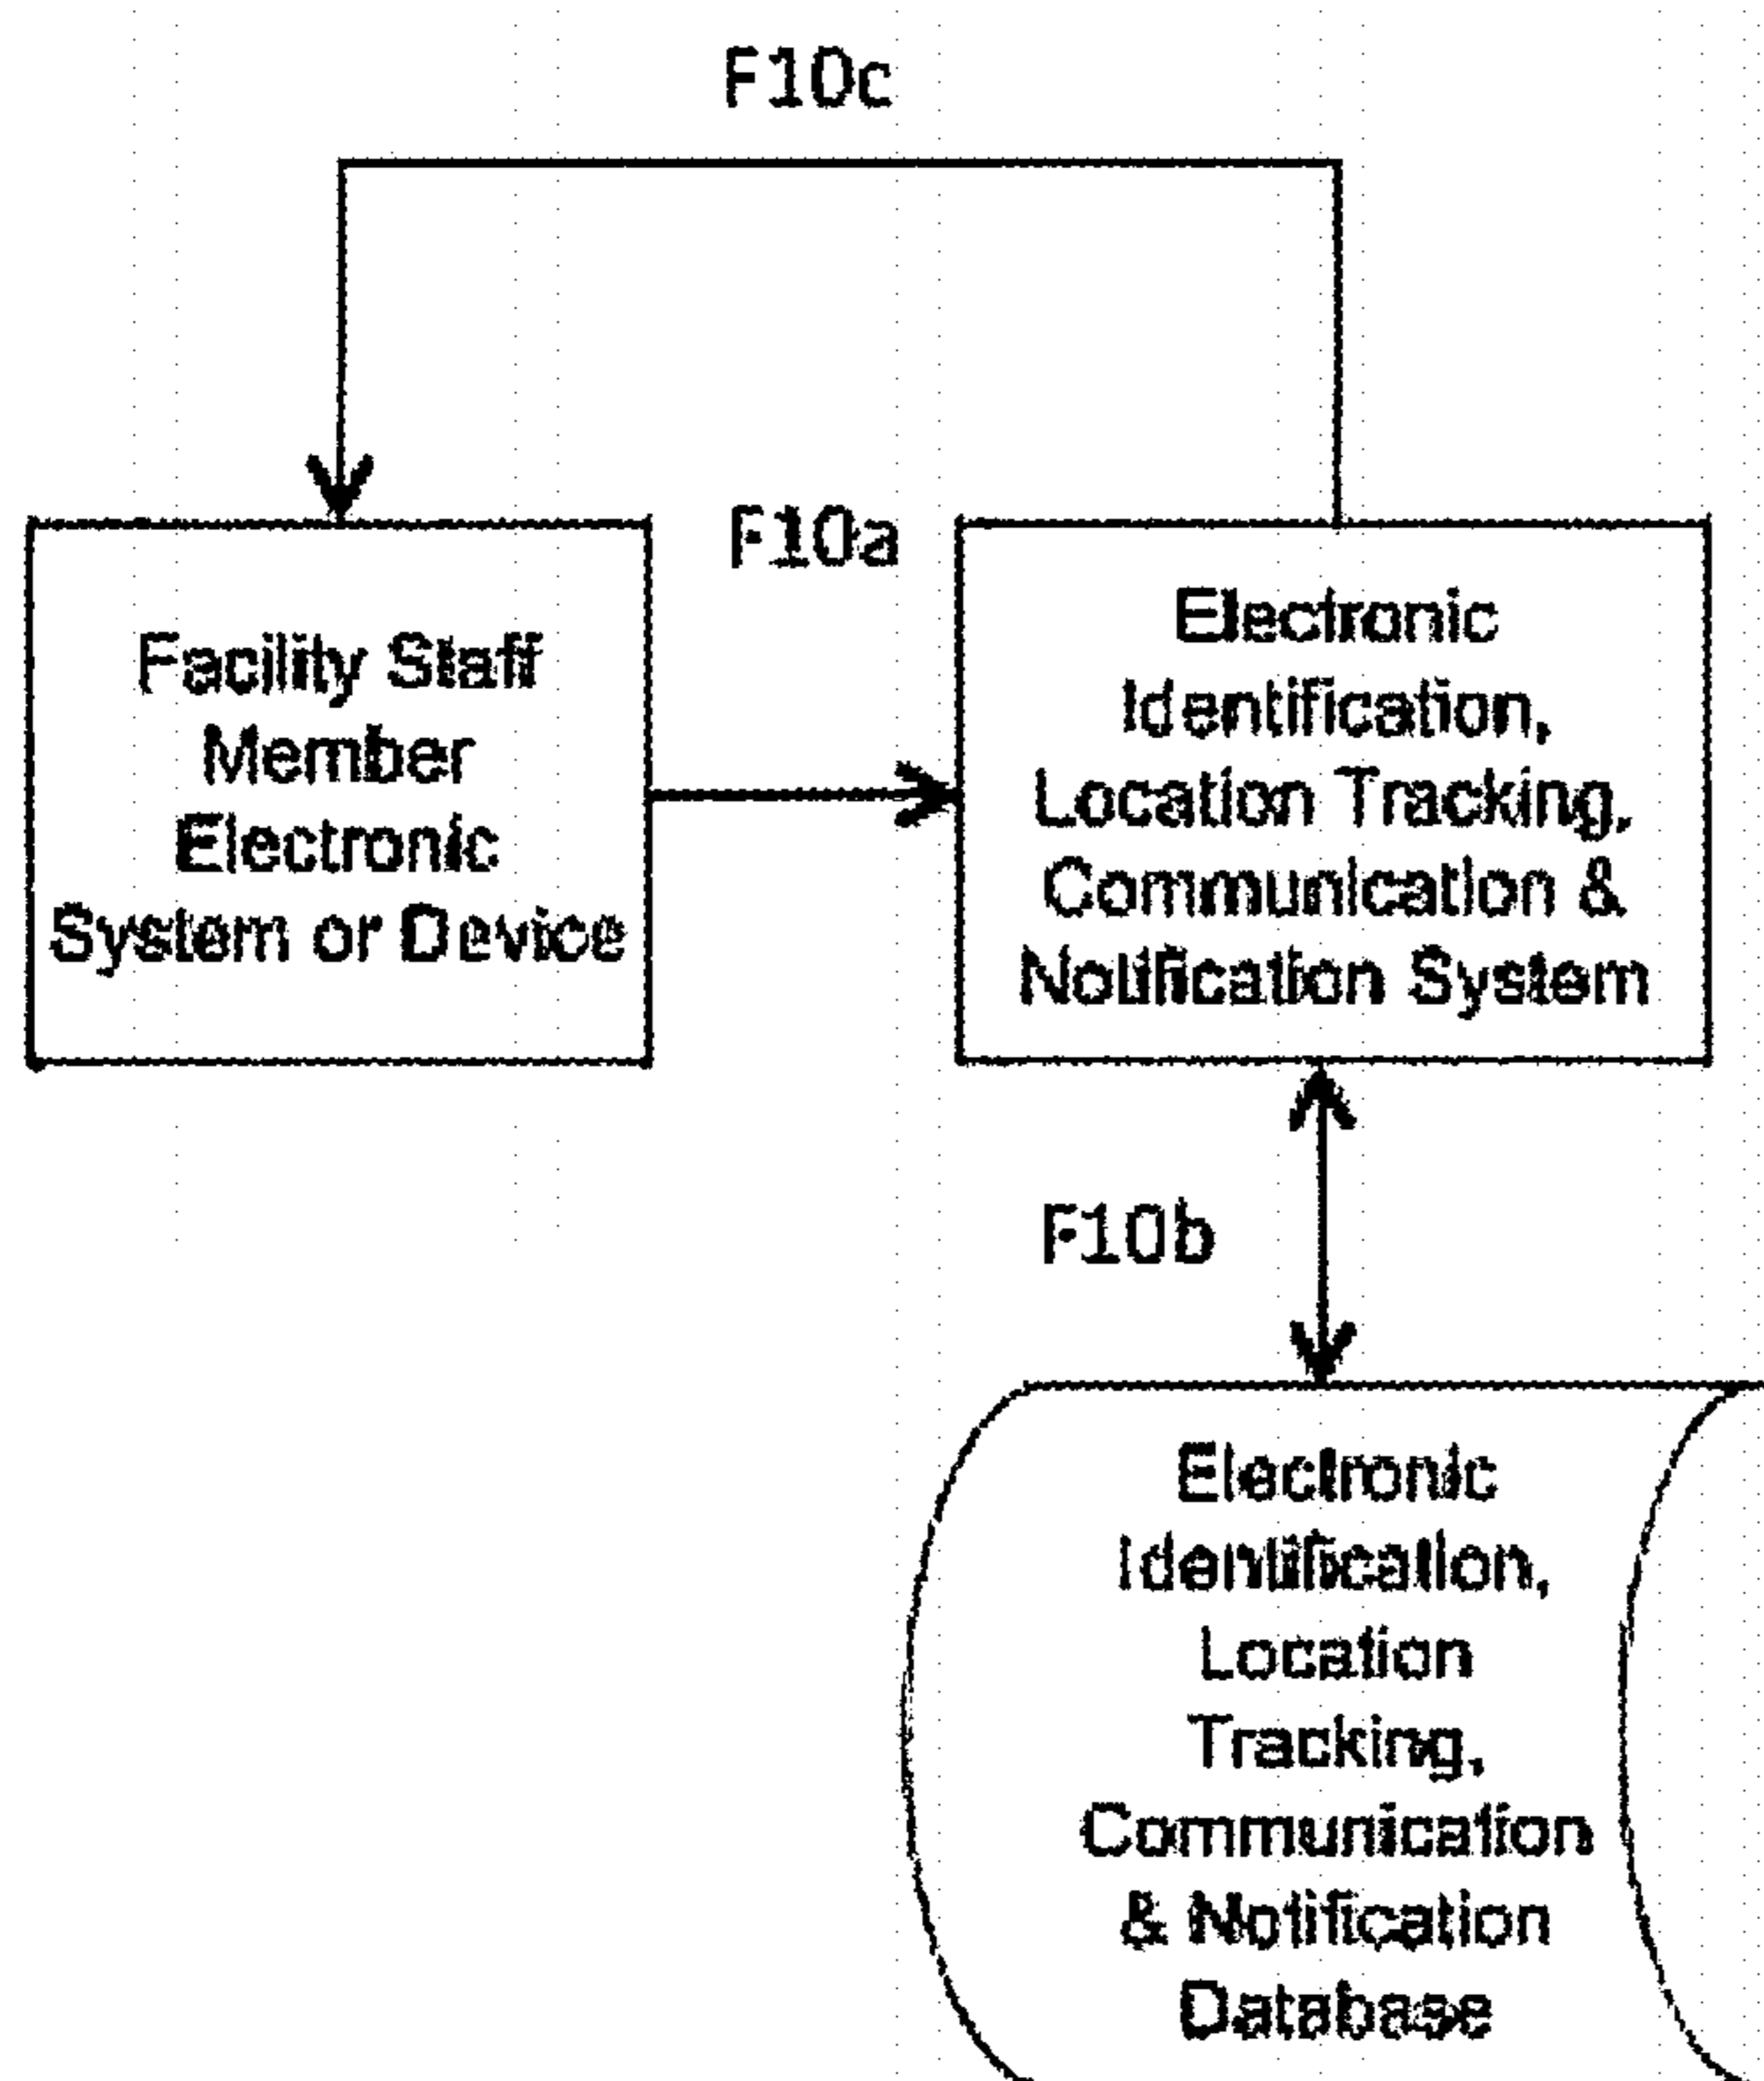 F10c
F10a
Facility Staff
Member
Electronic
System or Device
Electronic
Identification,
Location Tracking,
Communication &
Notification System
F10b
Electronic
Identification,
Location
Tracking,
Communication
& Notification
Database